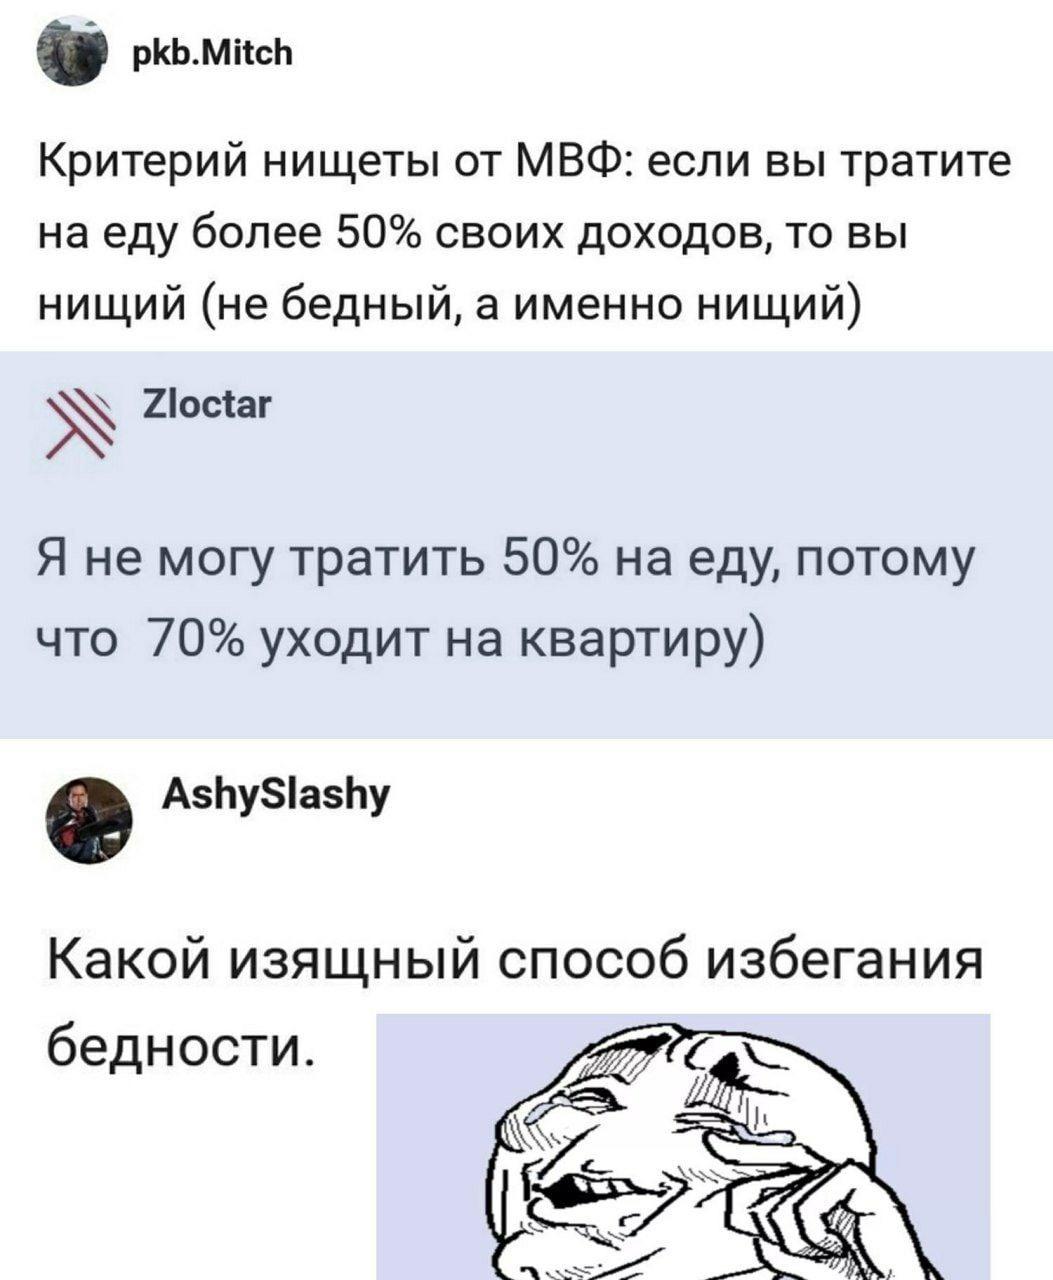 pkb.Mitch
Критерий нищеты от МВФ: если вы тратите
на еду более 50% своих доходов, то вы
нищий (не бедный, а именно нищий)
Zloctar
Я не могу тратить 50% на еду, потому
что 70% уходит на квартиру)
AshySlashy
Какой изящный способ избегания
бедности.